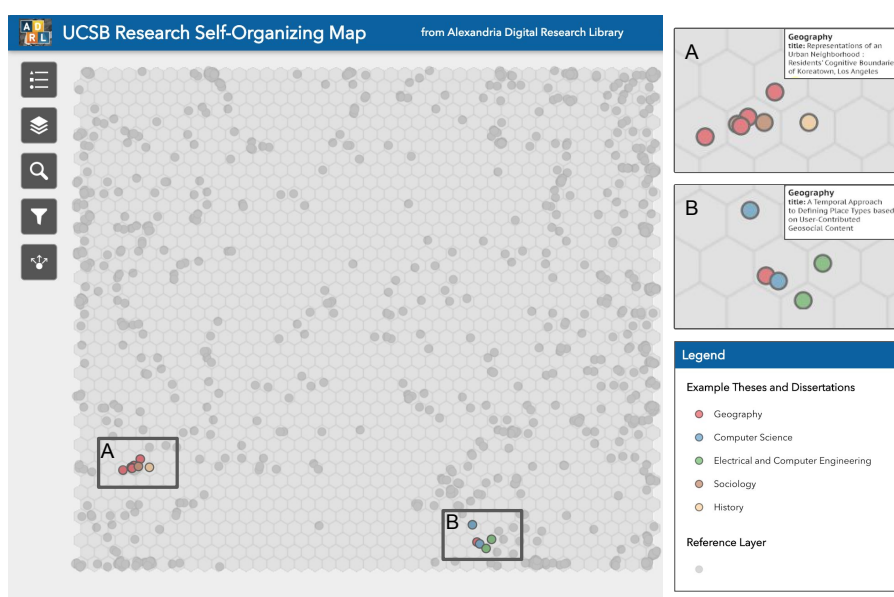 A D
R L
UCSB Research Self-Organizing Map
from Alexandria Digital Research Library
A
B
A
Geography
title: Representations of an
Urban Neighborhood :
Residents' Cognitive Boundarie
of Koreatown, Los Angeles
B
Geography
title: A Temporal Approach
to Defining Place Types based
on User-Contributed
Geosocial Content
Legend
Example Theses and Dissertations
Geography
Computer Science
Electrical and Computer Engineering
Sociology
History
Reference Layer